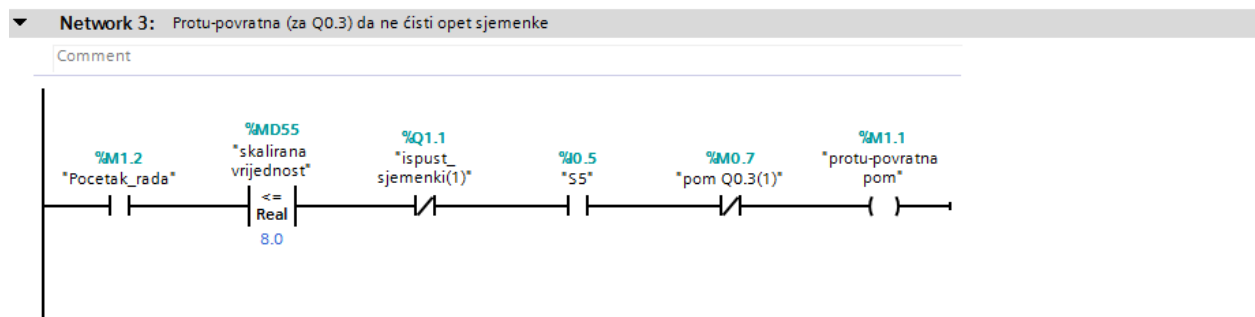 Network 3: Protu-povratna (za Q0.3) da ne ćisti opet sjemenke
Comment
%M1.2
"Pocetak_rada"
%MD55
"skalirana
vrijednost"
<=
Real
8.0
%Q1.1
"ispust_
sjemenki(1)"
%I0.5
"S5"
%M0.7
"pom Q0.3(1)"
%M1.1
"protu-povratna
pom"